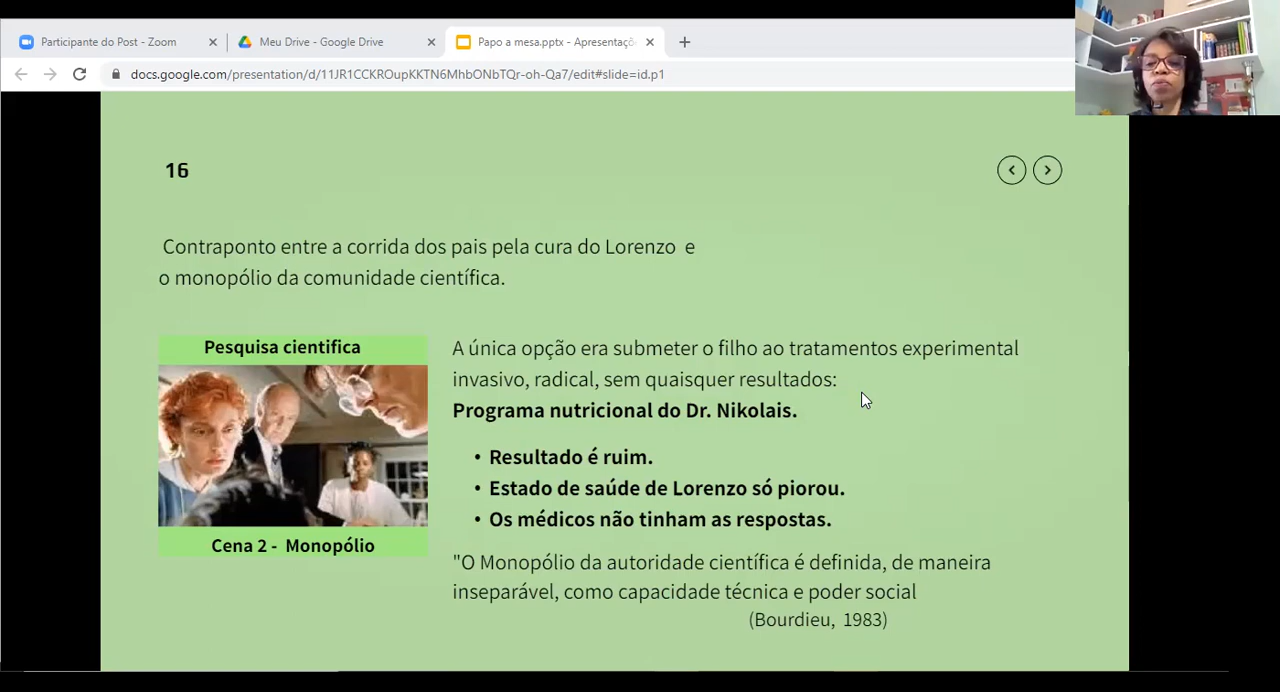 Participante do Post - Zoom
Meu Drive - Google Drive
Papo a mesa.pptx - Apresentaçõ
docs.google.com/presentation/d/11JR1CCKROupKKTN6MhbONbTQr-oh-Qa7/edit#slide=id.p1
16
Contraponto entre a corrida dos pais pela cura do Lorenzo e
o monopólio da comunidade científica.
Pesquisa cientifica
Cena 2 - Monopólio
A única opção era submeter o filho ao tratamentos experimental
invasivo, radical, sem quaisquer resultados:
Programa nutricional do Dr. Nikolais.
• Resultado é ruim.
• Estado de saúde de Lorenzo só piorou.
• Os médicos não tinham as respostas.
"O Monopólio da autoridade científica é definida, de maneira
inseparável, como capacidade técnica e poder social
(Bourdieu, 1983)